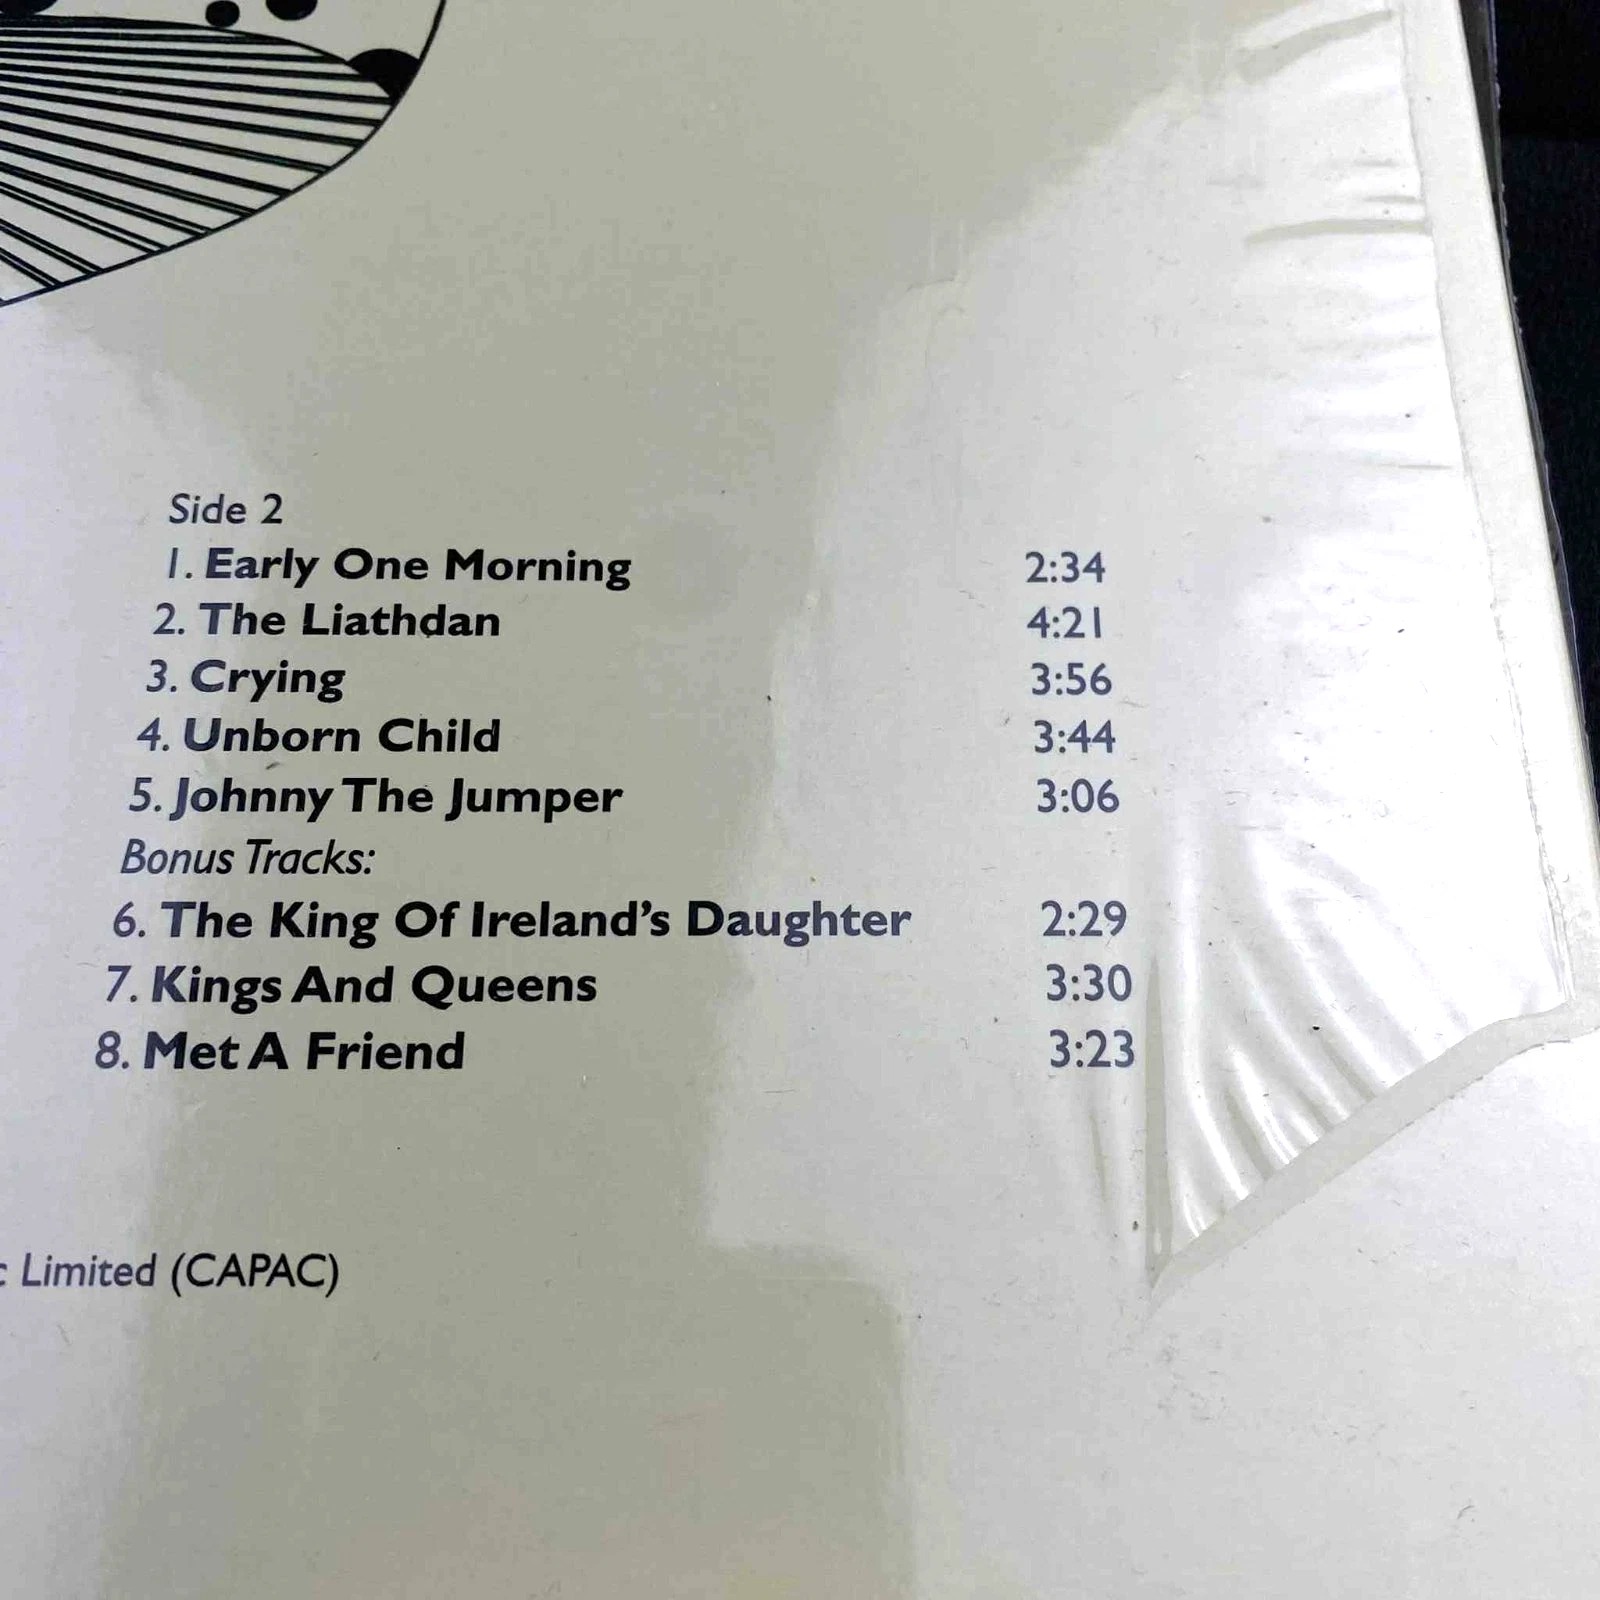 Side 2
1. Early One Morning 2:34
2. The Liathdan 4:21
3. Crying 3:56
4. Unborn Child 3:44
5. Johnny The Jumper 3:06
Bonus Tracks:
6. The King Of Ireland's Daughter 2:29
7. Kings And Queens 3:30
8. Met A Friend 3:23
Limited (CAPAC)